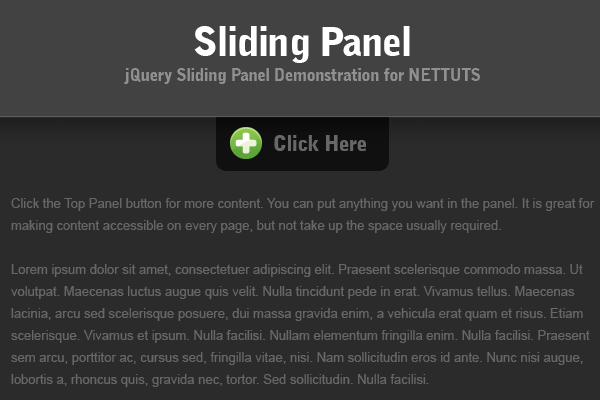 Sliding Panel
jQuery Sliding Panel Demonstration for NETTUTS
Click Here
Click the Top Panel button for more content. You can put anything you want in the panel. It is great for
making content accessible on every page, but not take up the space usually required.
Lorem ipsum dolor sit amet, consectetuer adipiscing elit. Praesent scelerisque commodo massa. Ut
volutpat. Maecenas luctus augue quis velit. Nulla tincidunt pede in erat. Vivamus tellus. Maecenas
lacinia, arcu sed scelerisque posuere, dui massa gravida enim, a vehicula erat quam et risus. Etiam
scelerisque. Vivamus et ipsum. Nulla facilisi. Nullam elementum fringilla enim. Nulla facilisi. Praesent
sem arcu, porttitor ac, cursus sed, fringilla vitae, nisi. Nam sollicitudin eros id ante. Nunc nisi augue,
lobortis a, rhoncus quis, gravida nec, tortor. Sed sollicitudin. Nulla facilisi.